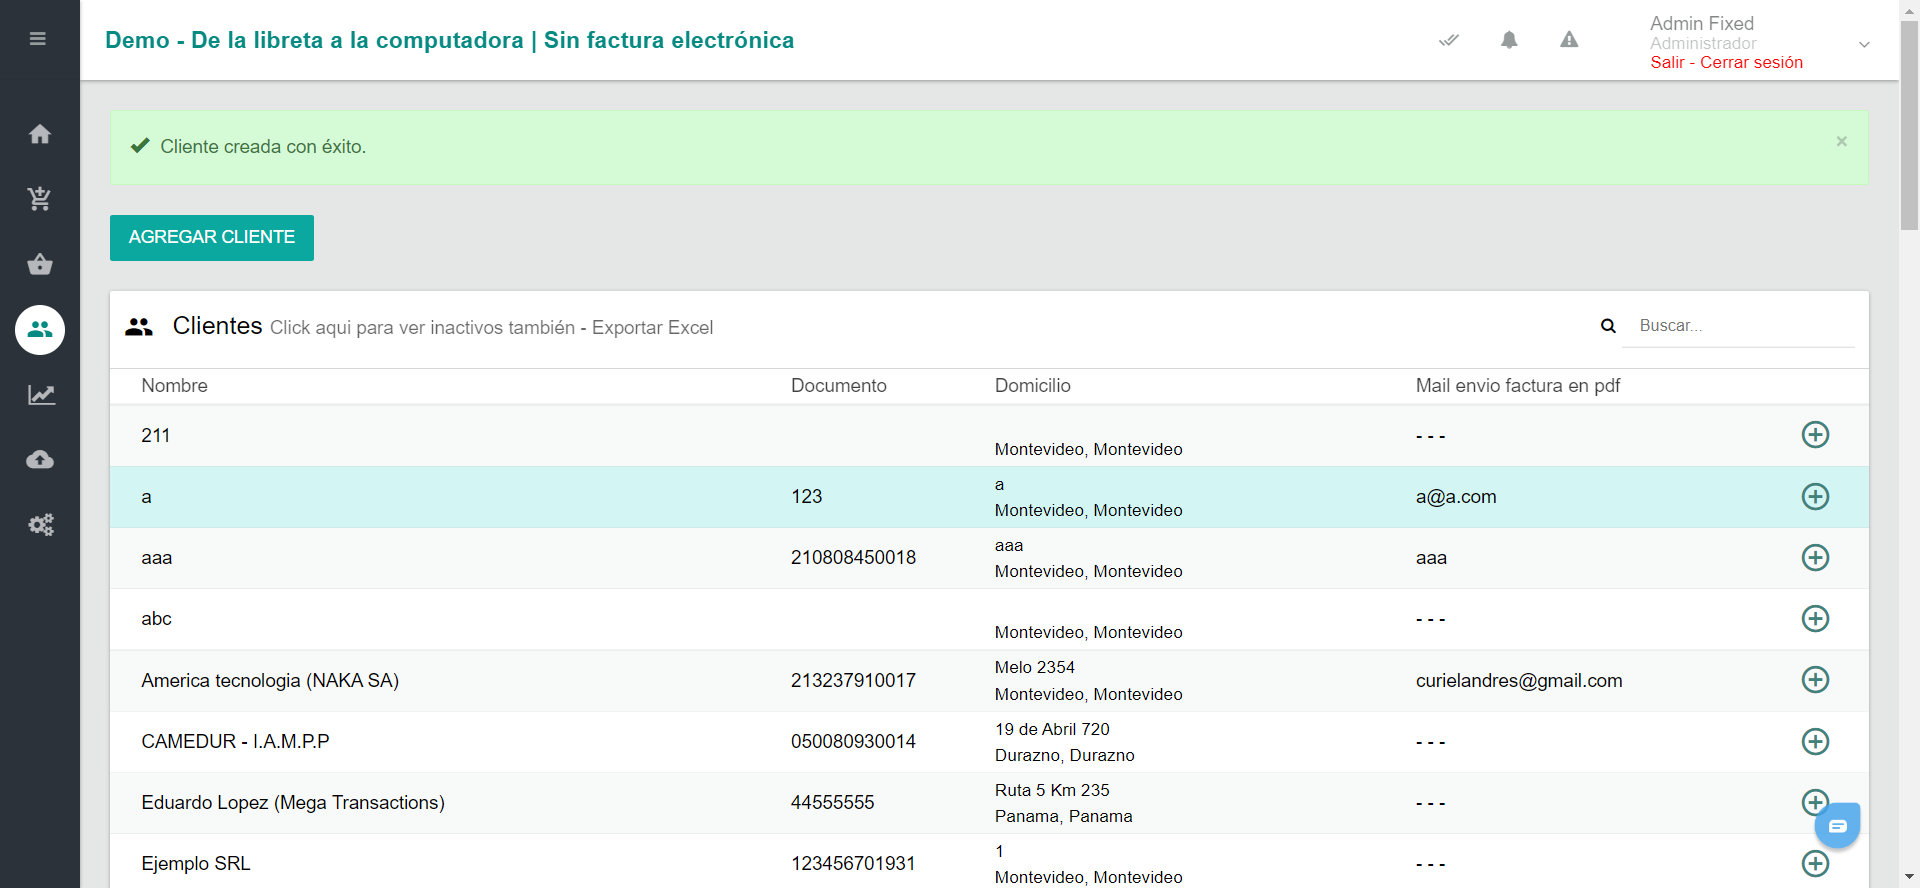 Demo - De la libreta a la computadora | Sin factura electrónica
Admin Fixed
Administrador
Salir - Cerrar sesión
Cliente creada con éxito.
×
AGREGAR CLIENTE
Clientes Click aqui para ver inactivos también - Exportar Excel
Buscar...
Nombre Documento Domicilio Mail envio factura en pdf
211 Montevideo, Montevideo - - -
a 123 a
Montevideo, Montevideo a@a.com
aaa 210808450018 aaa
Montevideo, Montevideo aaa
abc Montevideo, Montevideo - - -
America tecnologia (NAKA SA) 213237910017 Melo 2354
Montevideo, Montevideo curielandres@gmail.com
CAMEDUR - I.A.M.P.P 050080930014 19 de Abril 720
Durazno, Durazno - - -
Eduardo Lopez (Mega Transactions) 44555555 Ruta 5 Km 235
Panama, Panama - - -
Ejemplo SRL 123456701931 1
Montevideo, Montevideo - - -